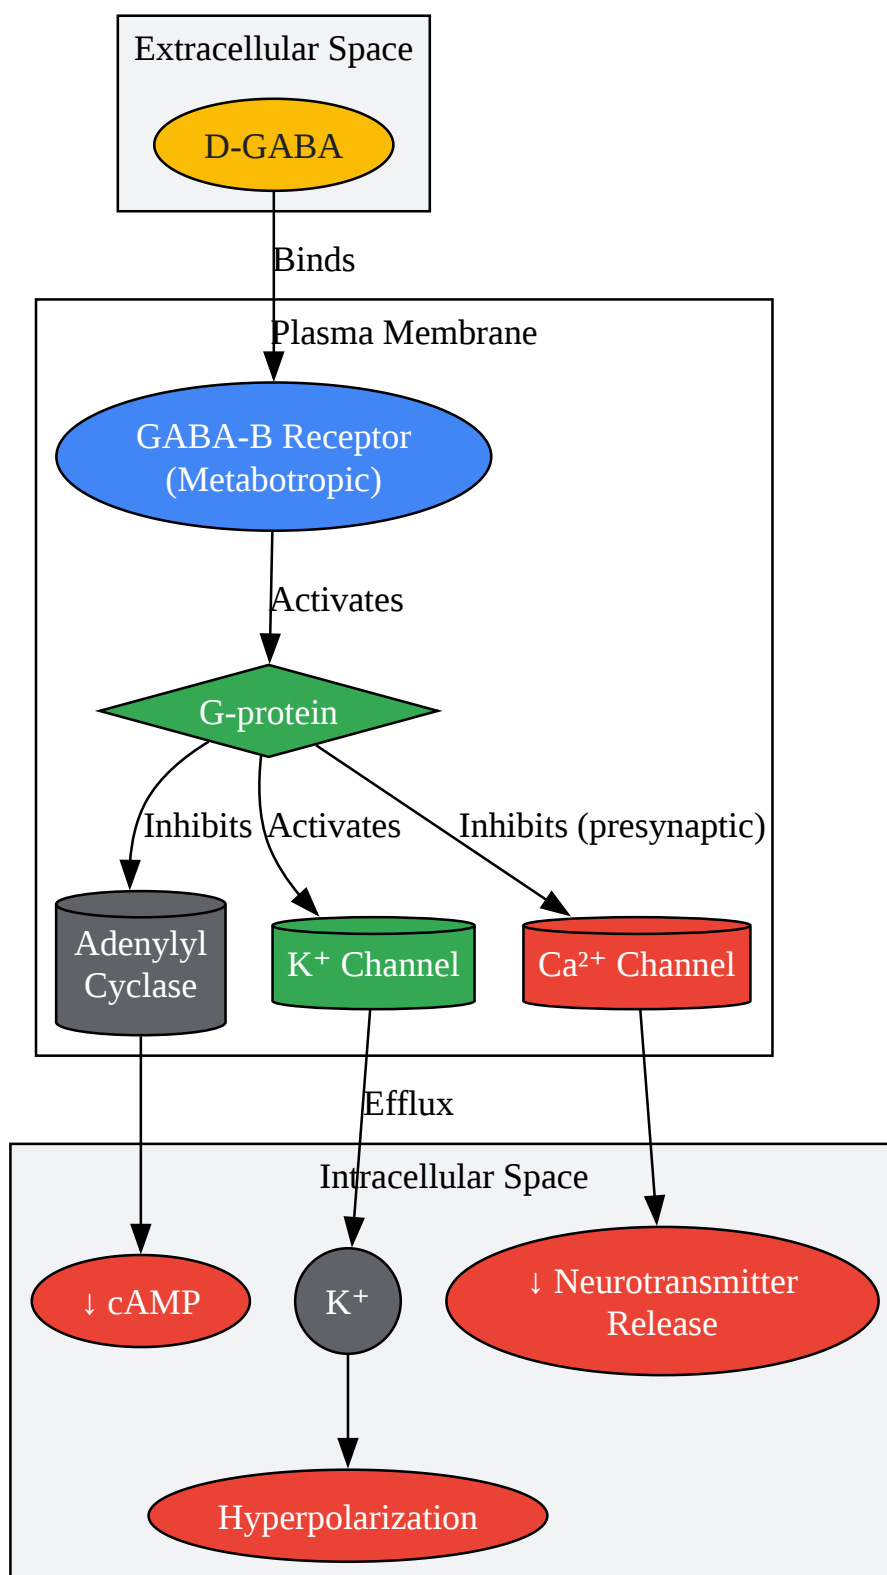 Extracellular Space
D-GABA
Binds
Plasma Membrane
GABA-B Receptor
(Metabotropic)
Activates
G-protein
Inhibits
Activates
Inhibits (presynaptic)
Adenylyl
Cyclase
K⁺ Channel
Ca²⁺ Channel
Efflux
Intracellular Space
↓ cAMP
K⁺
↓ Neurotransmitter
Release
Hyperpolarization